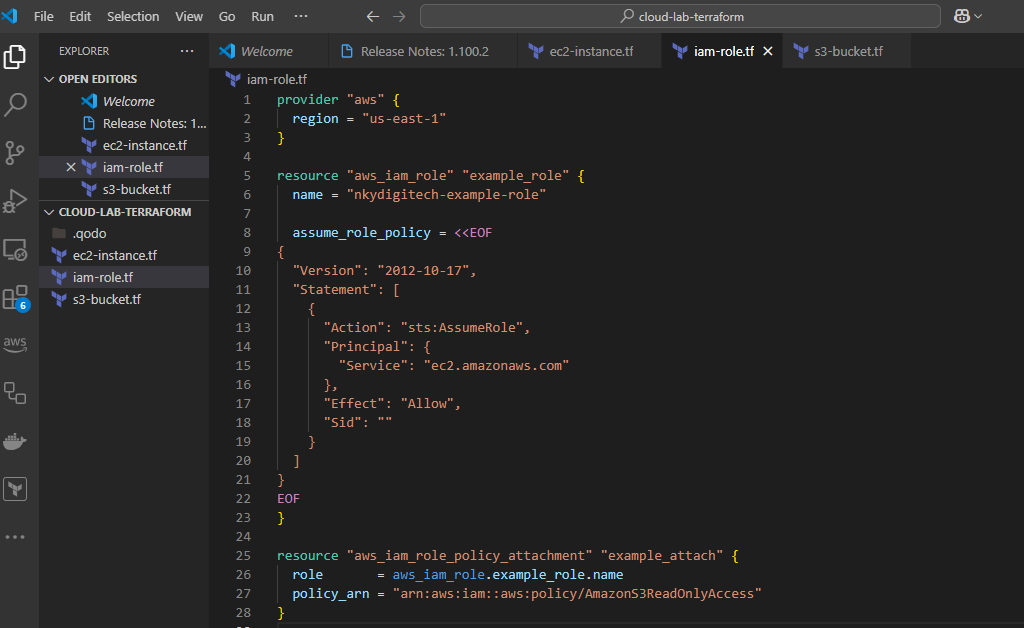 File Edit Selection View Go Run ··· ← → cloud-lab-terraform
EXPLORER ···
Welcome
Release Notes: 1.100.2
ec2-instance.tf
iam-role.tf
s3-bucket.tf
OPEN EDITORS
Welcome
Release Notes: 1...
ec2-instance.tf
iam-role.tf
s3-bucket.tf
CLOUD-LAB-TERRAFORM
.qodo
ec2-instance.tf
iam-role.tf
s3-bucket.tf
6
aws
iam-role.tf
1 provider "aws" {
2   region = "us-east-1"
3 }
4
5 resource "aws_iam_role" "example_role" {
6   name = "nkydigitech-example-role"
7
8   assume_role_policy = <<EOF
9 {
10   "Version": "2012-10-17",
11   "Statement": [
12     {
13       "Action": "sts:AssumeRole",
14       "Principal": {
15         "Service": "ec2.amazonaws.com"
16       },
17       "Effect": "Allow",
18       "Sid": ""
19     }
20   ]
21 }
22 EOF
23 }
24
25 resource "aws_iam_role_policy_attachment" "example_attach" {
26   role       = aws_iam_role.example_role.name
27   policy_arn = "arn:aws:iam::aws:policy/AmazonS3ReadOnlyAccess"
28 }